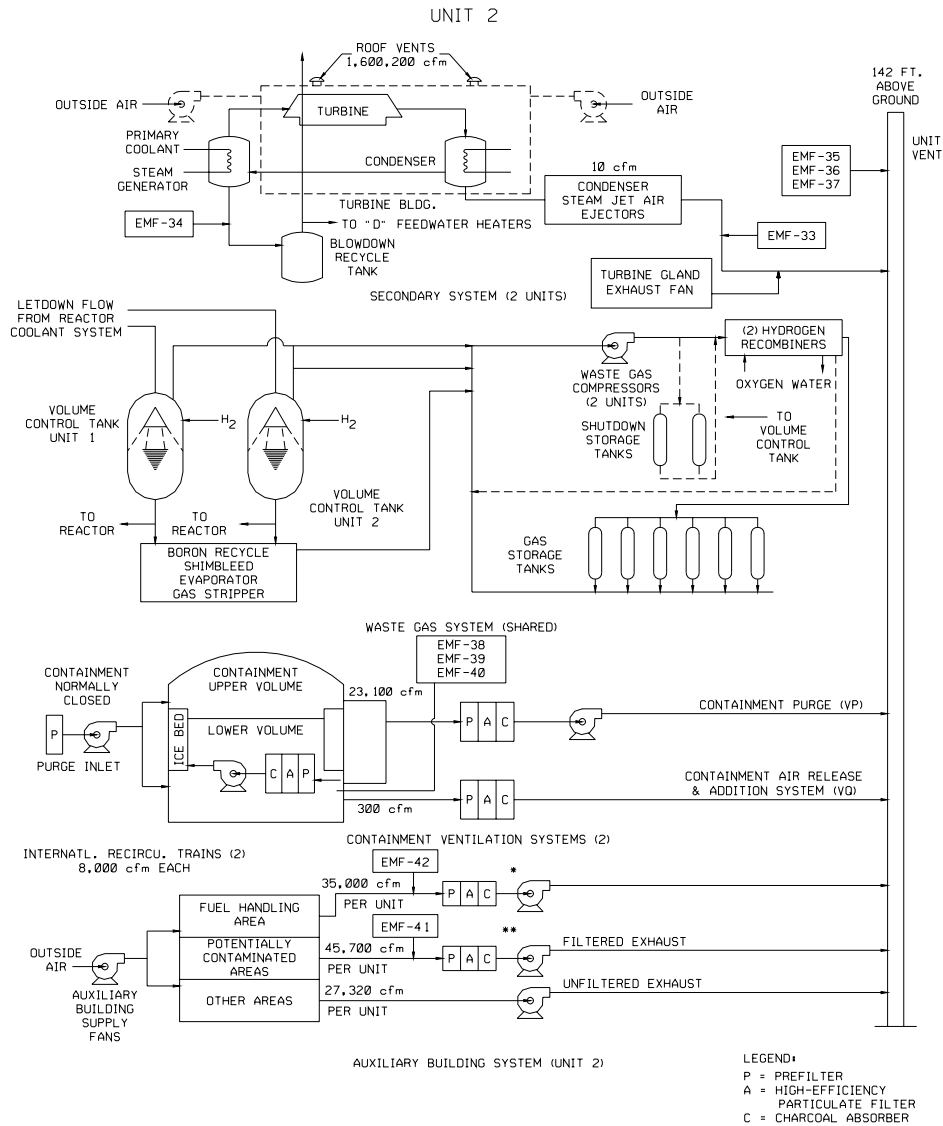 UNIT 2
ROOF VENTS
1,600,200 cfm
142 FT.
ABOVE
GROUND
OUTSIDE AIR
TURBINE
OUTSIDE
AIR
UNIT
VENT
PRIMARY
COOLANT
STEAM
GENERATOR
CONDENSER
EMF-35
EMF-36
EMF-37
10 cfm
CONDENSER
STEAM JET AIR
EJECTORS
TURBINE BLDG.
EMF-34
TO "D" FEEDWATER HEATERS
EMF-33
BLOWDOWN
RECYCLE
TANK
TURBINE GLAND
EXHAUST FAN
SECONDARY SYSTEM (2 UNITS)
LETDOWN FLOW
FROM REACTOR
COOLANT SYSTEM
(2) HYDROGEN
RECOMBINERS
WASTE GAS
COMPRESSORS
(2 UNITS)
OXYGEN WATER
VOLUME
CONTROL TANK
UNIT 1
H2
H2
SHUTDOWN
STORAGE
TANKS
TO
VOLUME
CONTROL
TANK
VOLUME
CONTROL TANK
UNIT 2
TO
REACTOR
TO
REACTOR
BORON RECYCLE
SHIMBLEED
EVAPORATOR
GAS STRIPPER
GAS
STORAGE
TANKS
WASTE GAS SYSTEM (SHARED)
EMF-38
EMF-39
EMF-40
CONTAINMENT
NORMALLY
CLOSED
CONTAINMENT
UPPER VOLUME
23,100 cfm
CONTAINMENT PURGE (VP)
P
PURGE INLET
ICE BED
LOWER VOLUME
P A C
C A P
CONTAINMENT AIR RELEASE
& ADDITION SYSTEM (VQ)
300 cfm
P A C
CONTAINMENT VENTILATION SYSTEMS (2)
INTERNATL. RECIRCU. TRAINS (2)
8,000 cfm EACH
EMF-42
*
35,000 cfm
PER UNIT
P A C
FUEL HANDLING
AREA
EMF-41
**
OUTSIDE
AIR
POTENTIALLY
CONTAMINATED
AREAS
45,700 cfm
PER UNIT
P A C
FILTERED EXHAUST
AUXILIARY
BUILDING
SUPPLY
FANS
OTHER AREAS
27,320 cfm
PER UNIT
UNFILTERED EXHAUST
AUXILIARY BUILDING SYSTEM (UNIT 2)
LEGEND:
P = PREFILTER
A = HIGH-EFFICIENCY
PARTICULATE FILTER
C = CHARCOAL ABSORBER